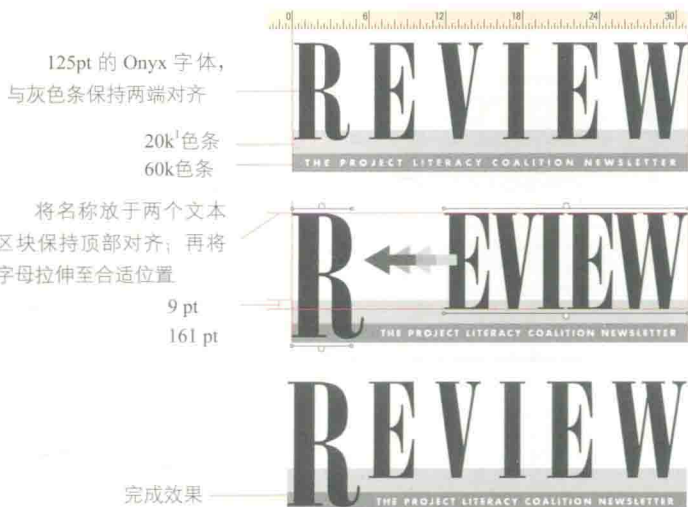 0 6 12 18 24 30
125pt 的 Onyx 字体，
与灰色条保持两端对齐
REVIEW
20k¹色条
60k色条
THE PROJECT LITERACY COALITION NEWSLETTER
将名称放于两个文本
区块保持顶部对齐；再将
字母拉伸至合适位置
R EVIEW
9 pt
161 pt
THE PROJECT LITERACY COALITION NEWSLETTER
REVIEW
完成效果
THE PROJECT LITERACY COALITION NEWSLETTER